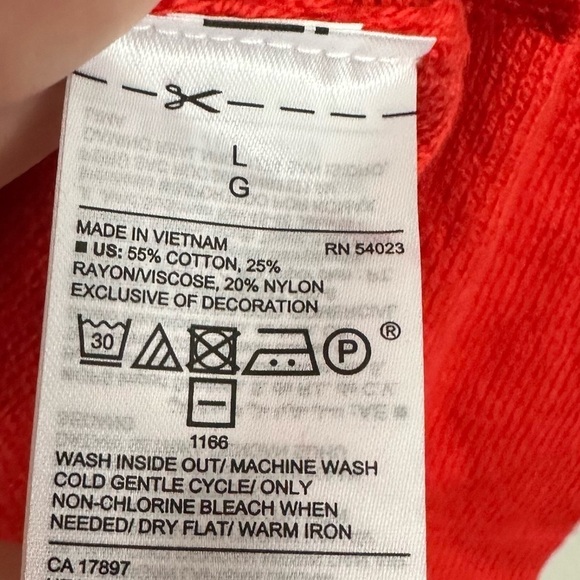 L
G
MADE IN VIETNAM RN 54023
■ US: 55% COTTON, 25%
RAYON/VISCOSE, 20% NYLON
EXCLUSIVE OF DECORATION
30 P ®
1166
WASH INSIDE OUT/ MACHINE WASH
COLD GENTLE CYCLE/ ONLY
NON-CHLORINE BLEACH WHEN
NEEDED/ DRY FLAT/ WARM IRON
CA 17897